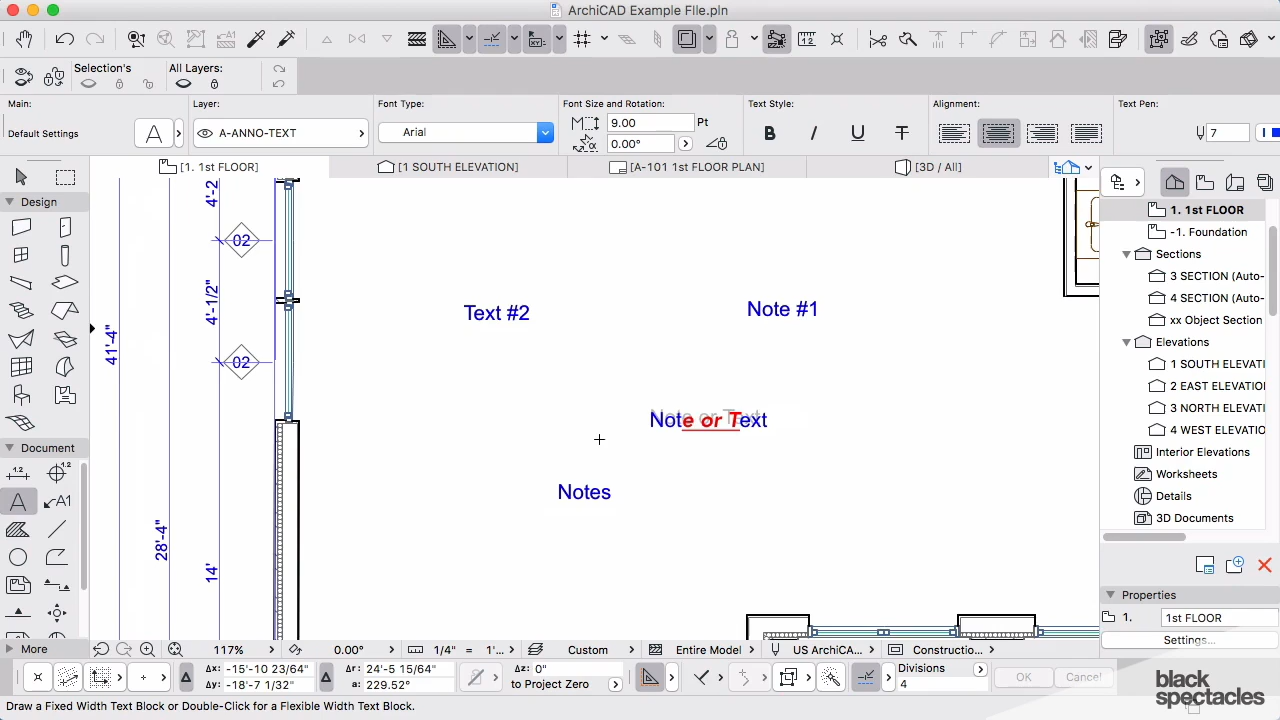 ArchiCAD Example File.pln
Selection's
All Layers:
Main:
Layer:
Font Type:
Font Size and Rotation:
Text Style:
Alignment:
Text Pen:
Default Settings
A-ANNO-TEXT
Arial
9.00
Pt
0.00°
B I U T
7
[1. 1st FLOOR]
[1 SOUTH ELEVATION]
[A-101 1st FLOOR PLAN]
[3D / All]
Design
Document
More
41'-4"
28'-4"
4'-2
4'-1/2"
14'
02
02
Text #2
Note #1
Note or Text
Note or Text
Notes
1. 1st FLOOR
-1. Foundation
Sections
3 SECTION (Auto-
4 SECTION (Auto-
xx Object Section
Elevations
1 SOUTH ELEVATI
2 EAST ELEVATIO
3 NORTH ELEVATI
4 WEST ELEVATIO
Interior Elevations
Worksheets
Details
3D Documents
Properties
1.
1st FLOOR
Settings...
117%
0.00°
1/4"  =  1'...
Custom
Entire Model
US ArchiCA...
Constructio...
Δx: -15'-10 23/64"
Δy: -18'-7 1/32"
Δr: 24'-5 15/64"
a: 229.52°
Δz: 0"
to Project Zero
Divisions
4
OK
Cancel
Draw a Fixed Width Text Block or Double-Click for a Flexible Width Text Block.
black
spectacles